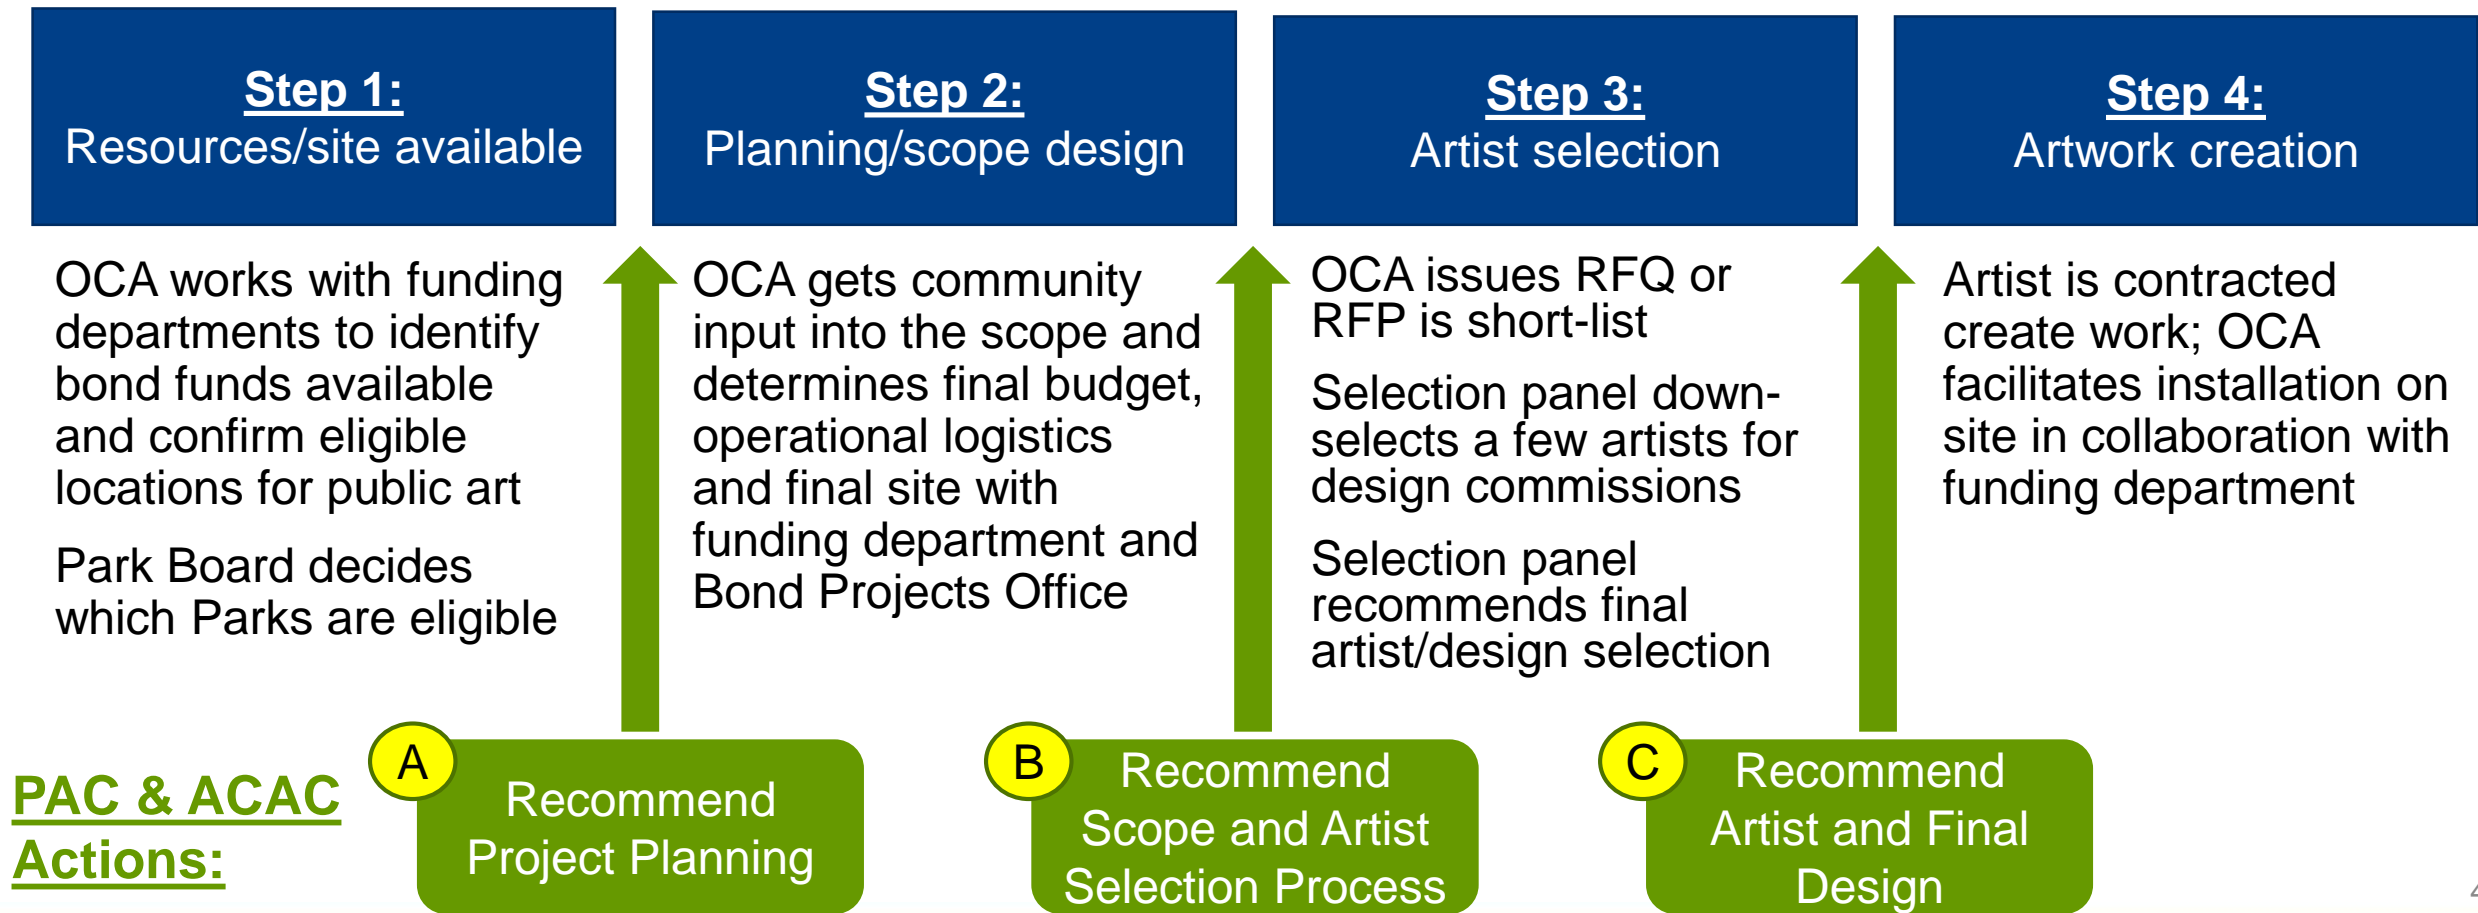 Step 1:
Resources/site available
Step 2:
Planning/scope design
Step 3:
Artist selection
Step 4:
Artwork creation
OCA works with funding
departments to identify
bond funds available
and confirm eligible
locations for public art
Park Board decides
which Parks are eligible
OCA gets community
input into the scope and
determines final budget,
operational logistics
and final site with
funding department and
Bond Projects Office
OCA issues RFQ or
RFP is short-list
Selection panel down-
selects a few artists for
design commissions
Selection panel
recommends final
artist/design selection
Artist is contracted
create work; OCA
facilitates installation on
site in collaboration with
funding department
PAC & ACAC
Actions:
A
Recommend
Project Planning
B
Recommend
Scope and Artist
Selection Process
C
Recommend
Artist and Final
Design